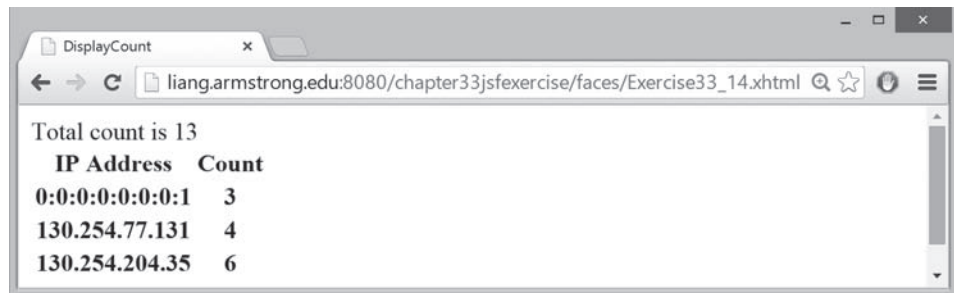 DisplayCount
liang.armstrong.edu:8080/chapter33jsfexercise/faces/Exercise33_14.xhtml
Total count is 13
IP Address Count
0:0:0:0:0:0:0:1 3
130.254.77.131 4
130.254.204.35 6